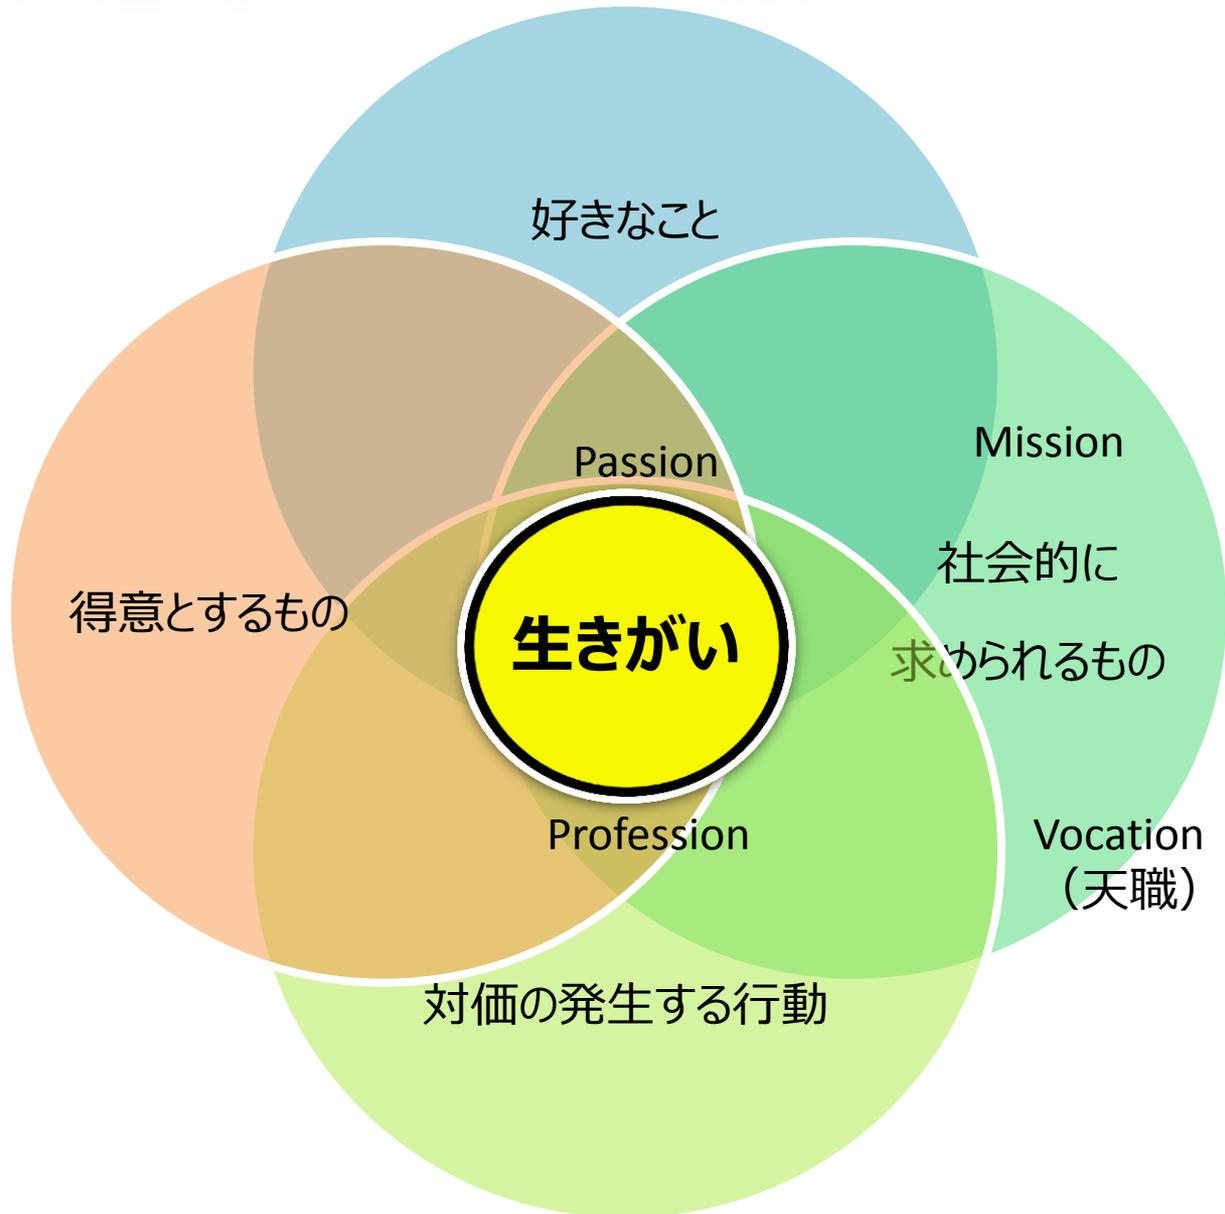 好きなこと
Mission
Passion
社会的に
得意とするもの
生きがい
求められるもの
Profession
Vocation
（天職）
対価の発生する行動